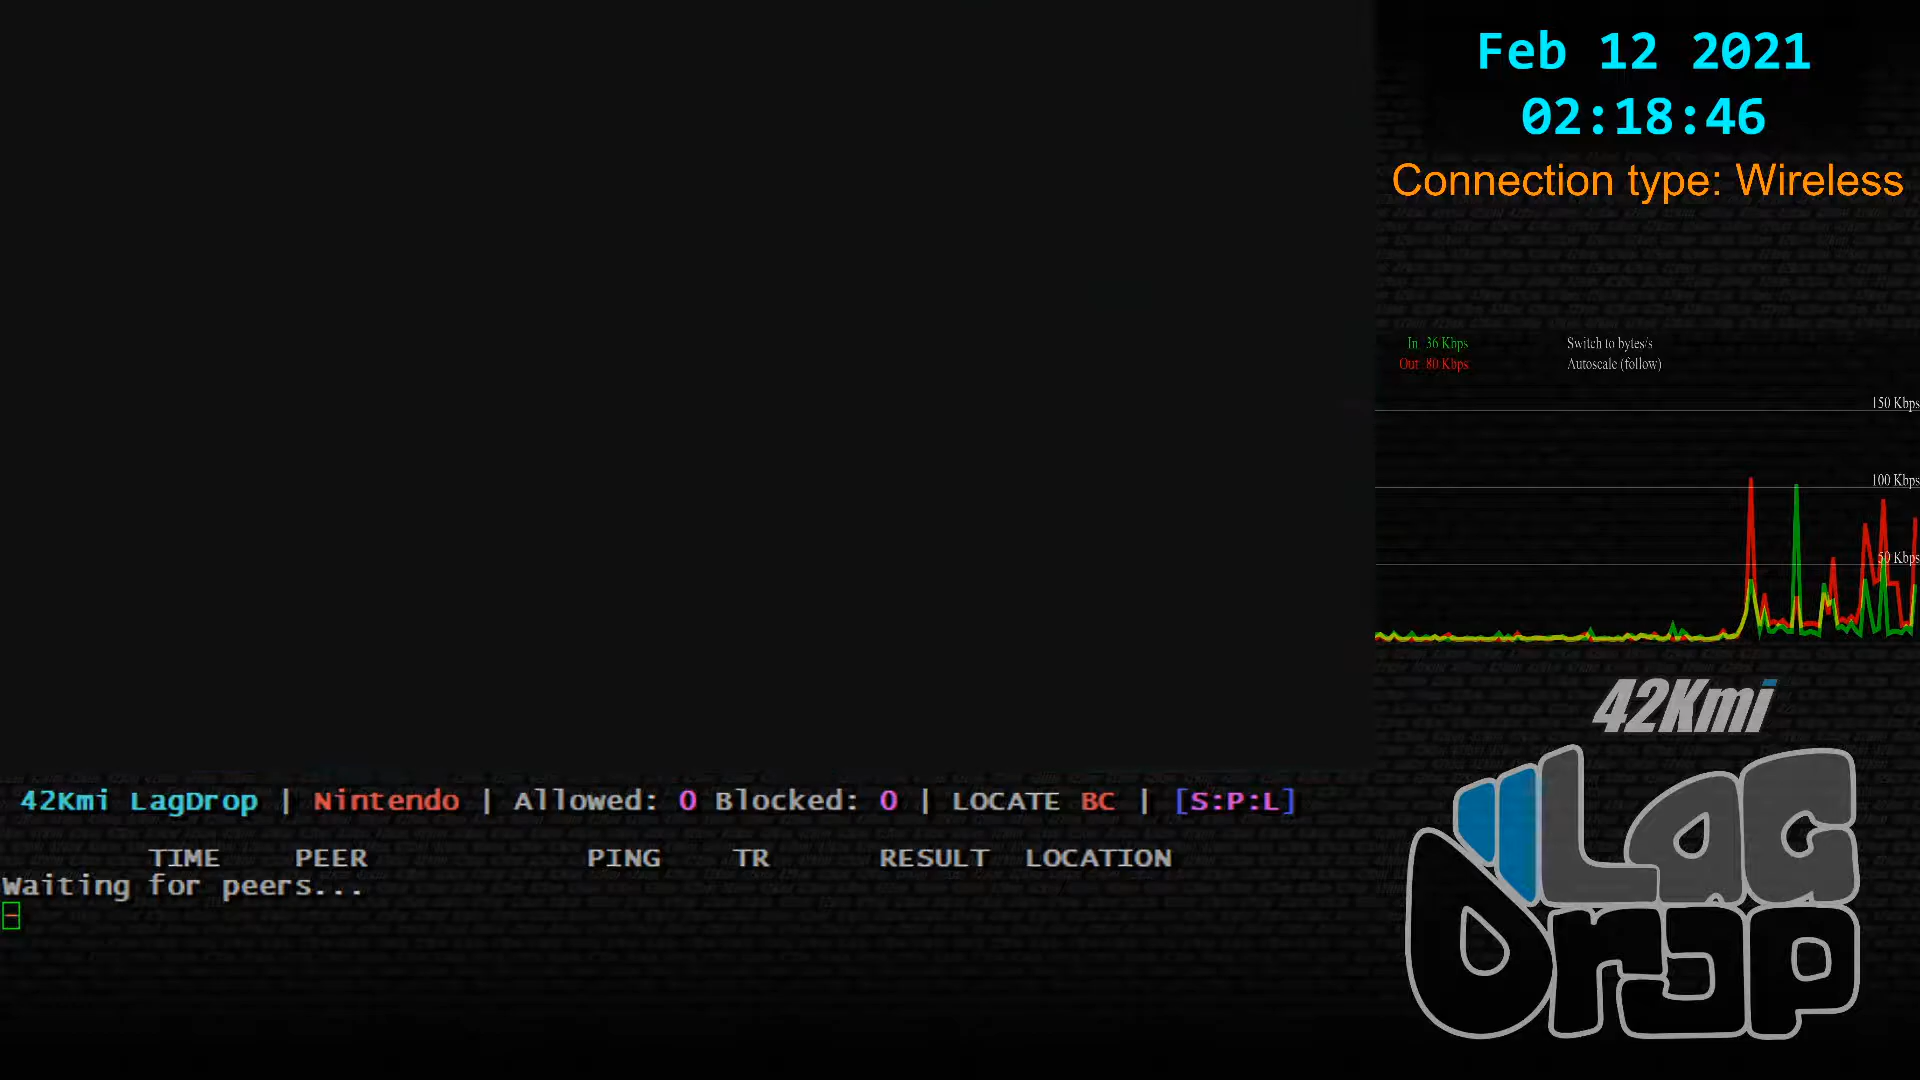 Feb 12 2021
02:18:46
Connection type: Wireless
In 36 Kbps
Switch to bytes/s
Out 80 Kbps
Autoscale (follow)
150 Kbps
100 Kbps
50 Kbps
42Kmi
LagDrop
42Kmi LagDrop | Nintendo | Allowed: 0 Blocked: 0 | LOCATE BC | [S:P:L]
TIME PEER PING TR RESULT LOCATION
Waiting for peers...